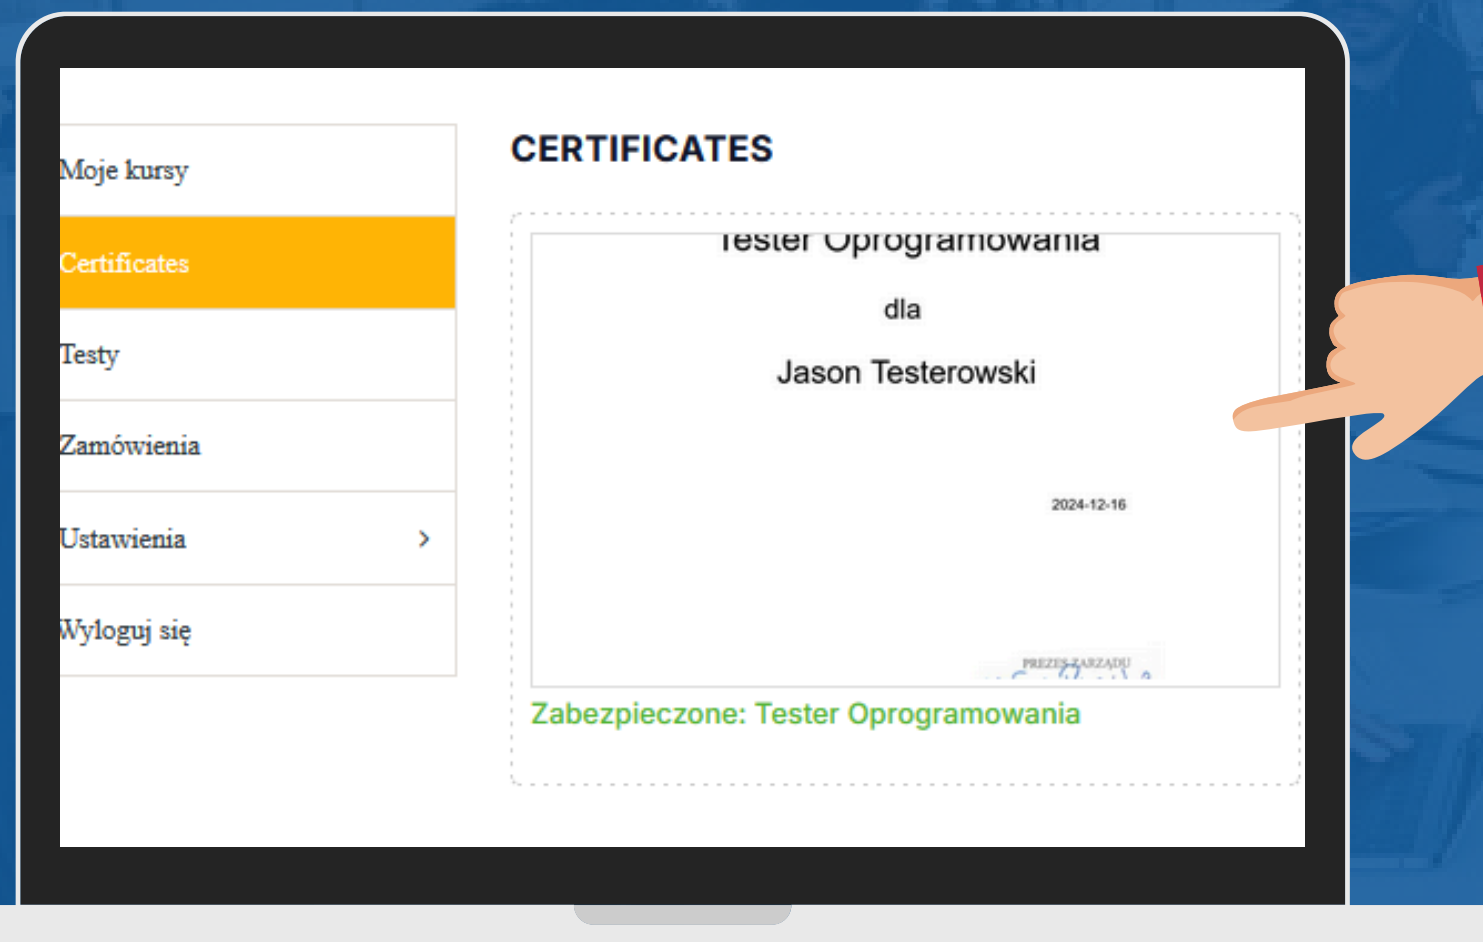 Moje kursy
Certificates
Testy
Zamówienia
Ustawienia
Wyloguj się
CERTIFICATES
Tester Oprogramowania
dla
Jason Testerowski
2024-12-16
PREZES ZARZĄDU
Zabezpieczone: Tester Oprogramowania